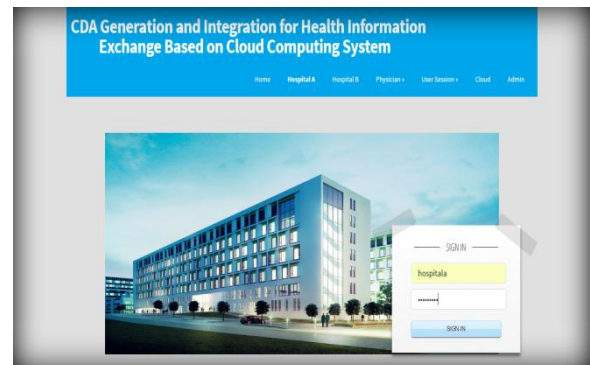 CDA Generation and Integration for Health Information
Exchange Based on Cloud Computing System
Home Hospital A Hospital B Physician User Session Cloud Admin
SIGN IN
hospitala
•••••••••
SIGN IN